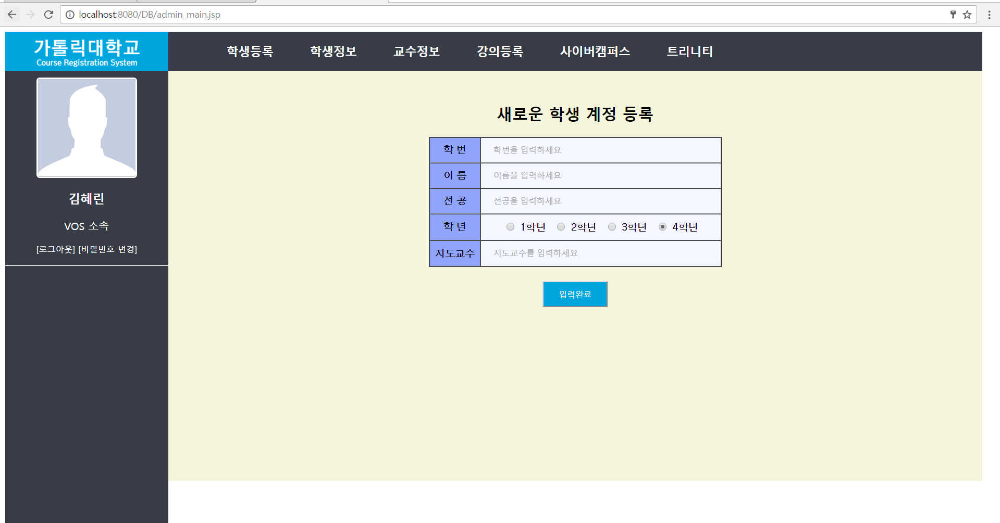 localhost:8080/DB/admin_main.jsp
가톨릭대학교
Course Registration System
학생등록 학생정보 교수정보 강의등록 사이버캠퍼스 트리니티
김혜린
VOS 소속
[로그아웃] [비밀번호 변경]
새로운 학생 계정 등록
학 번 학번을 입력하세요
이 름 이름을 입력하세요
전 공 전공을 입력하세요
학 년 1학년 2학년 3학년 4학년
지도교수 지도교수를 입력하세요
입력완료